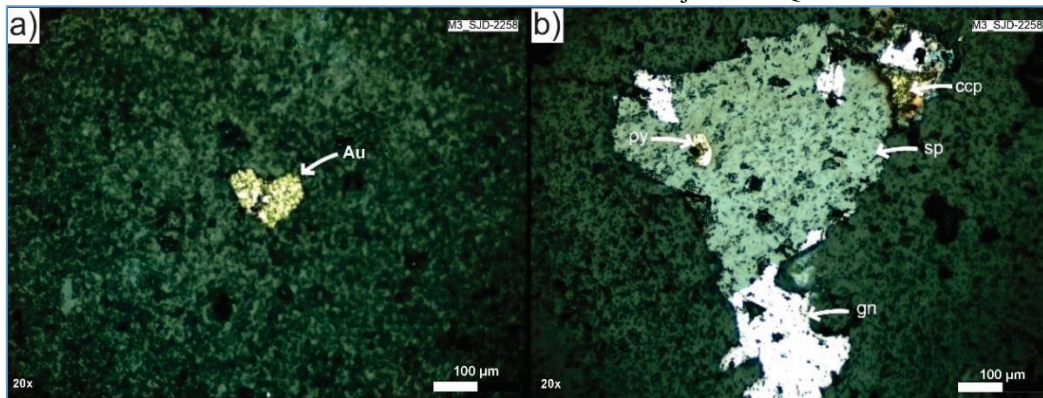 a)
M3_SJD-2258
Au
20x
100 µm
b)
M3_SJD-2258
ccp
py
sp
gn
20x
100 µm